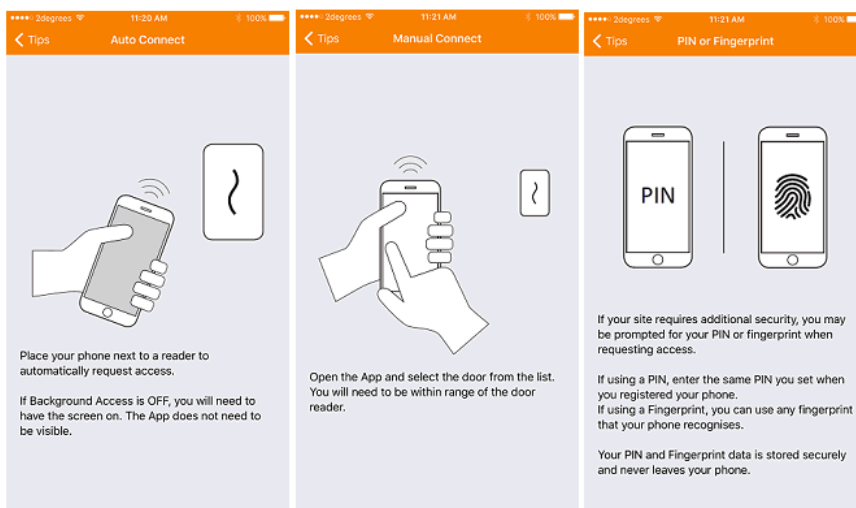 2degrees 11:20 AM 100%
Tips Auto Connect
Place your phone next to a reader to
automatically request access.
If Background Access is OFF, you will need to
have the screen on. The App does not need to
be visible.
2degrees 11:21 AM 100%
Tips Manual Connect
Open the App and select the door from the list.
You will need to be within range of the door
reader.
2degrees 11:21 AM 100%
Tips PIN or Fingerprint
PIN
If your site requires additional security, you may
be prompted for your PIN or fingerprint when
requesting access.
If using a PIN, enter the same PIN you set when
you registered your phone.
If using a Fingerprint, you can use any fingerprint
that your phone recognises.
Your PIN and Fingerprint data is stored securely
and never leaves your phone.